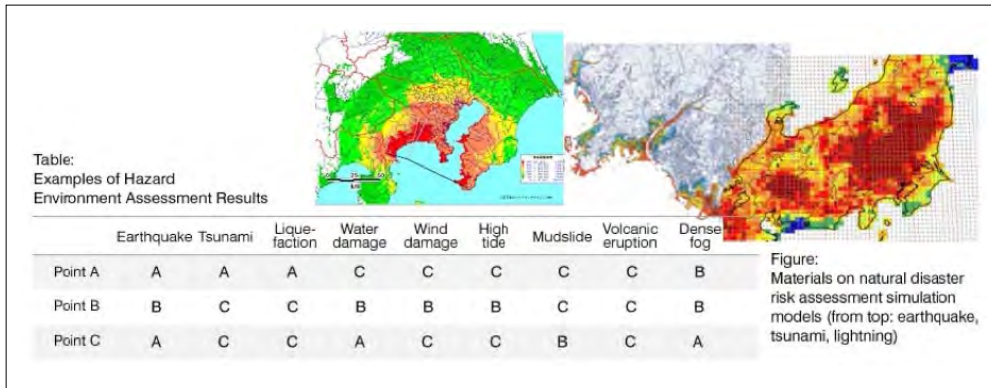 Table:
Examples of Hazard
Environment Assessment Results
Earthquake Tsunami Lique-faction Water damage Wind damage High tide Mudslide Volcanic eruption Dense fog
Point A A A A C C C C C B
Point B B C C B B B C C B
Point C A C C A C C B C A
Figure:
Materials on natural disaster
risk assessment simulation
models (from top: earthquake,
tsunami, lightning)